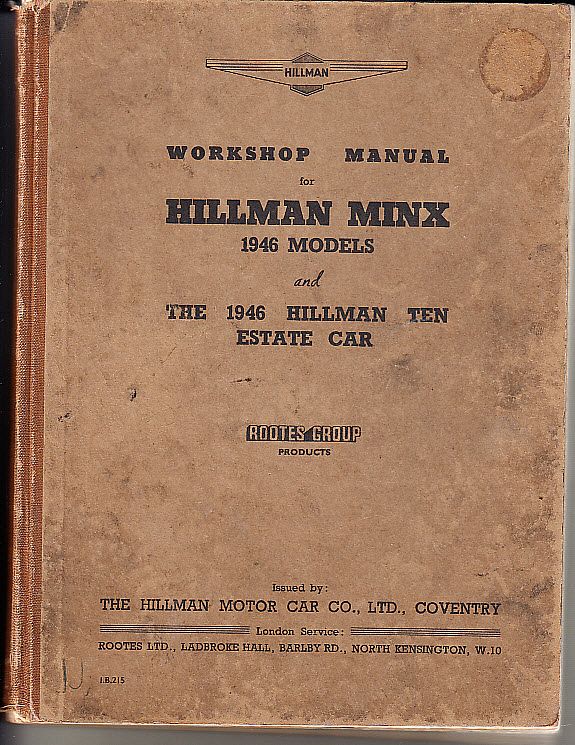 HILLMAN
WORKSHOP MANUAL
for
HILLMAN MINX
1946 MODELS
and
THE 1946 HILLMAN TEN
ESTATE CAR
ROOTES GROUP
PRODUCTS
Issued by:
THE HILLMAN MOTOR CAR CO., LTD., COVENTRY
London Service:
ROOTES LTD., LADBROKE HALL, BARLBY RD., NORTH KENSINGTON, W.10
I.B.215